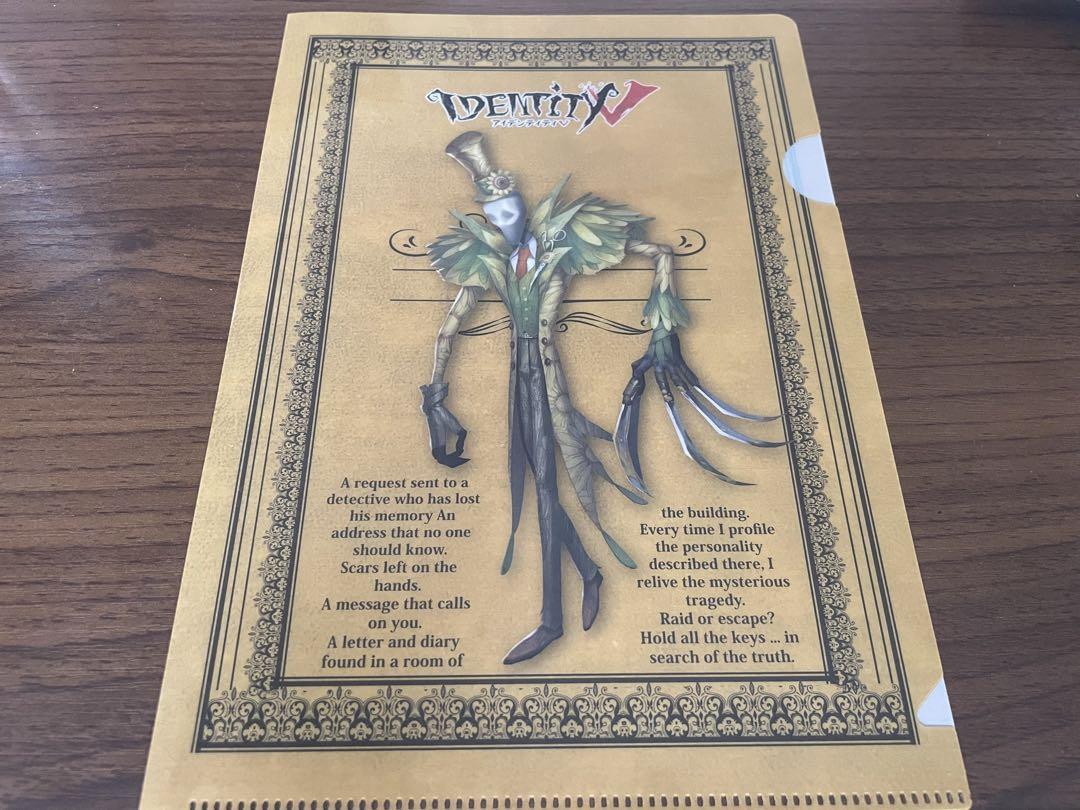 IDENTITY V
アイデンティティV
A request sent to a
detective who has lost
his memory An
address that no one
should know.
Scars left on the
hands.
A message that calls
on you.
A letter and diary
found in a room of
the building.
Every time I profile
the personality
described there, I
relive the mysterious
tragedy.
Raid or escape?
Hold all the keys ... in
search of the truth.